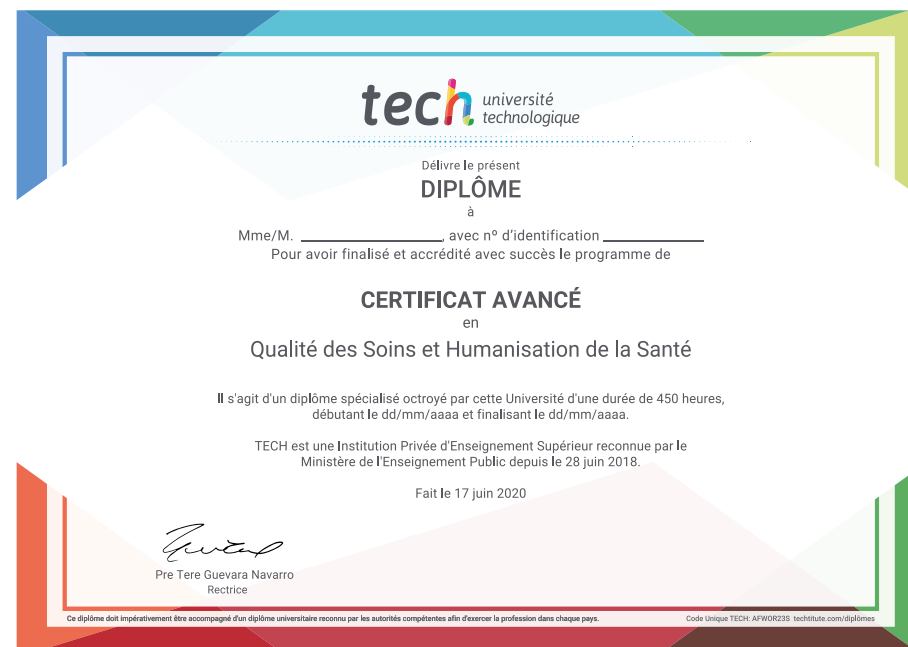 tech université
technologique
Délivre le présent
DIPLÔME
à
Mme/M. ____________________, avec nº d'identification ______________
Pour avoir finalisé et accrédité avec succès le programme de
CERTIFICAT AVANCÉ
en
Qualité des Soins et Humanisation de la Santé
Il s'agit d'un diplôme spécialisé octroyé par cette Université d'une durée de 450 heures,
débutant le dd/mm/aaaa et finalisant le dd/mm/aaaa.
TECH est une Institution Privée d'Enseignement Supérieur reconnue par le
Ministère de l'Enseignement Public depuis le 28 juin 2018.
Fait le 17 juin 2020
Pre Tere Guevara Navarro
Rectrice
Ce diplôme doit impérativement être accompagné d'un diplôme universitaire reconnu par les autorités compétentes afin d'exercer la profession dans chaque pays.
Code Unique TECH: AFWOR23S techtitute.com/diplômes